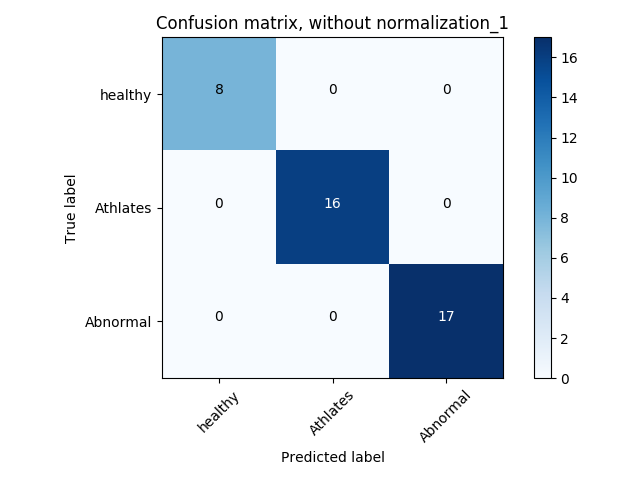 Confusion matrix, without normalization_1
healthy
Athlates
Abnormal
True label
8 0 0
0 16 0
0 0 17
healthy
Athlates
Abnormal
Predicted label
16
14
12
10
8
6
4
2
0